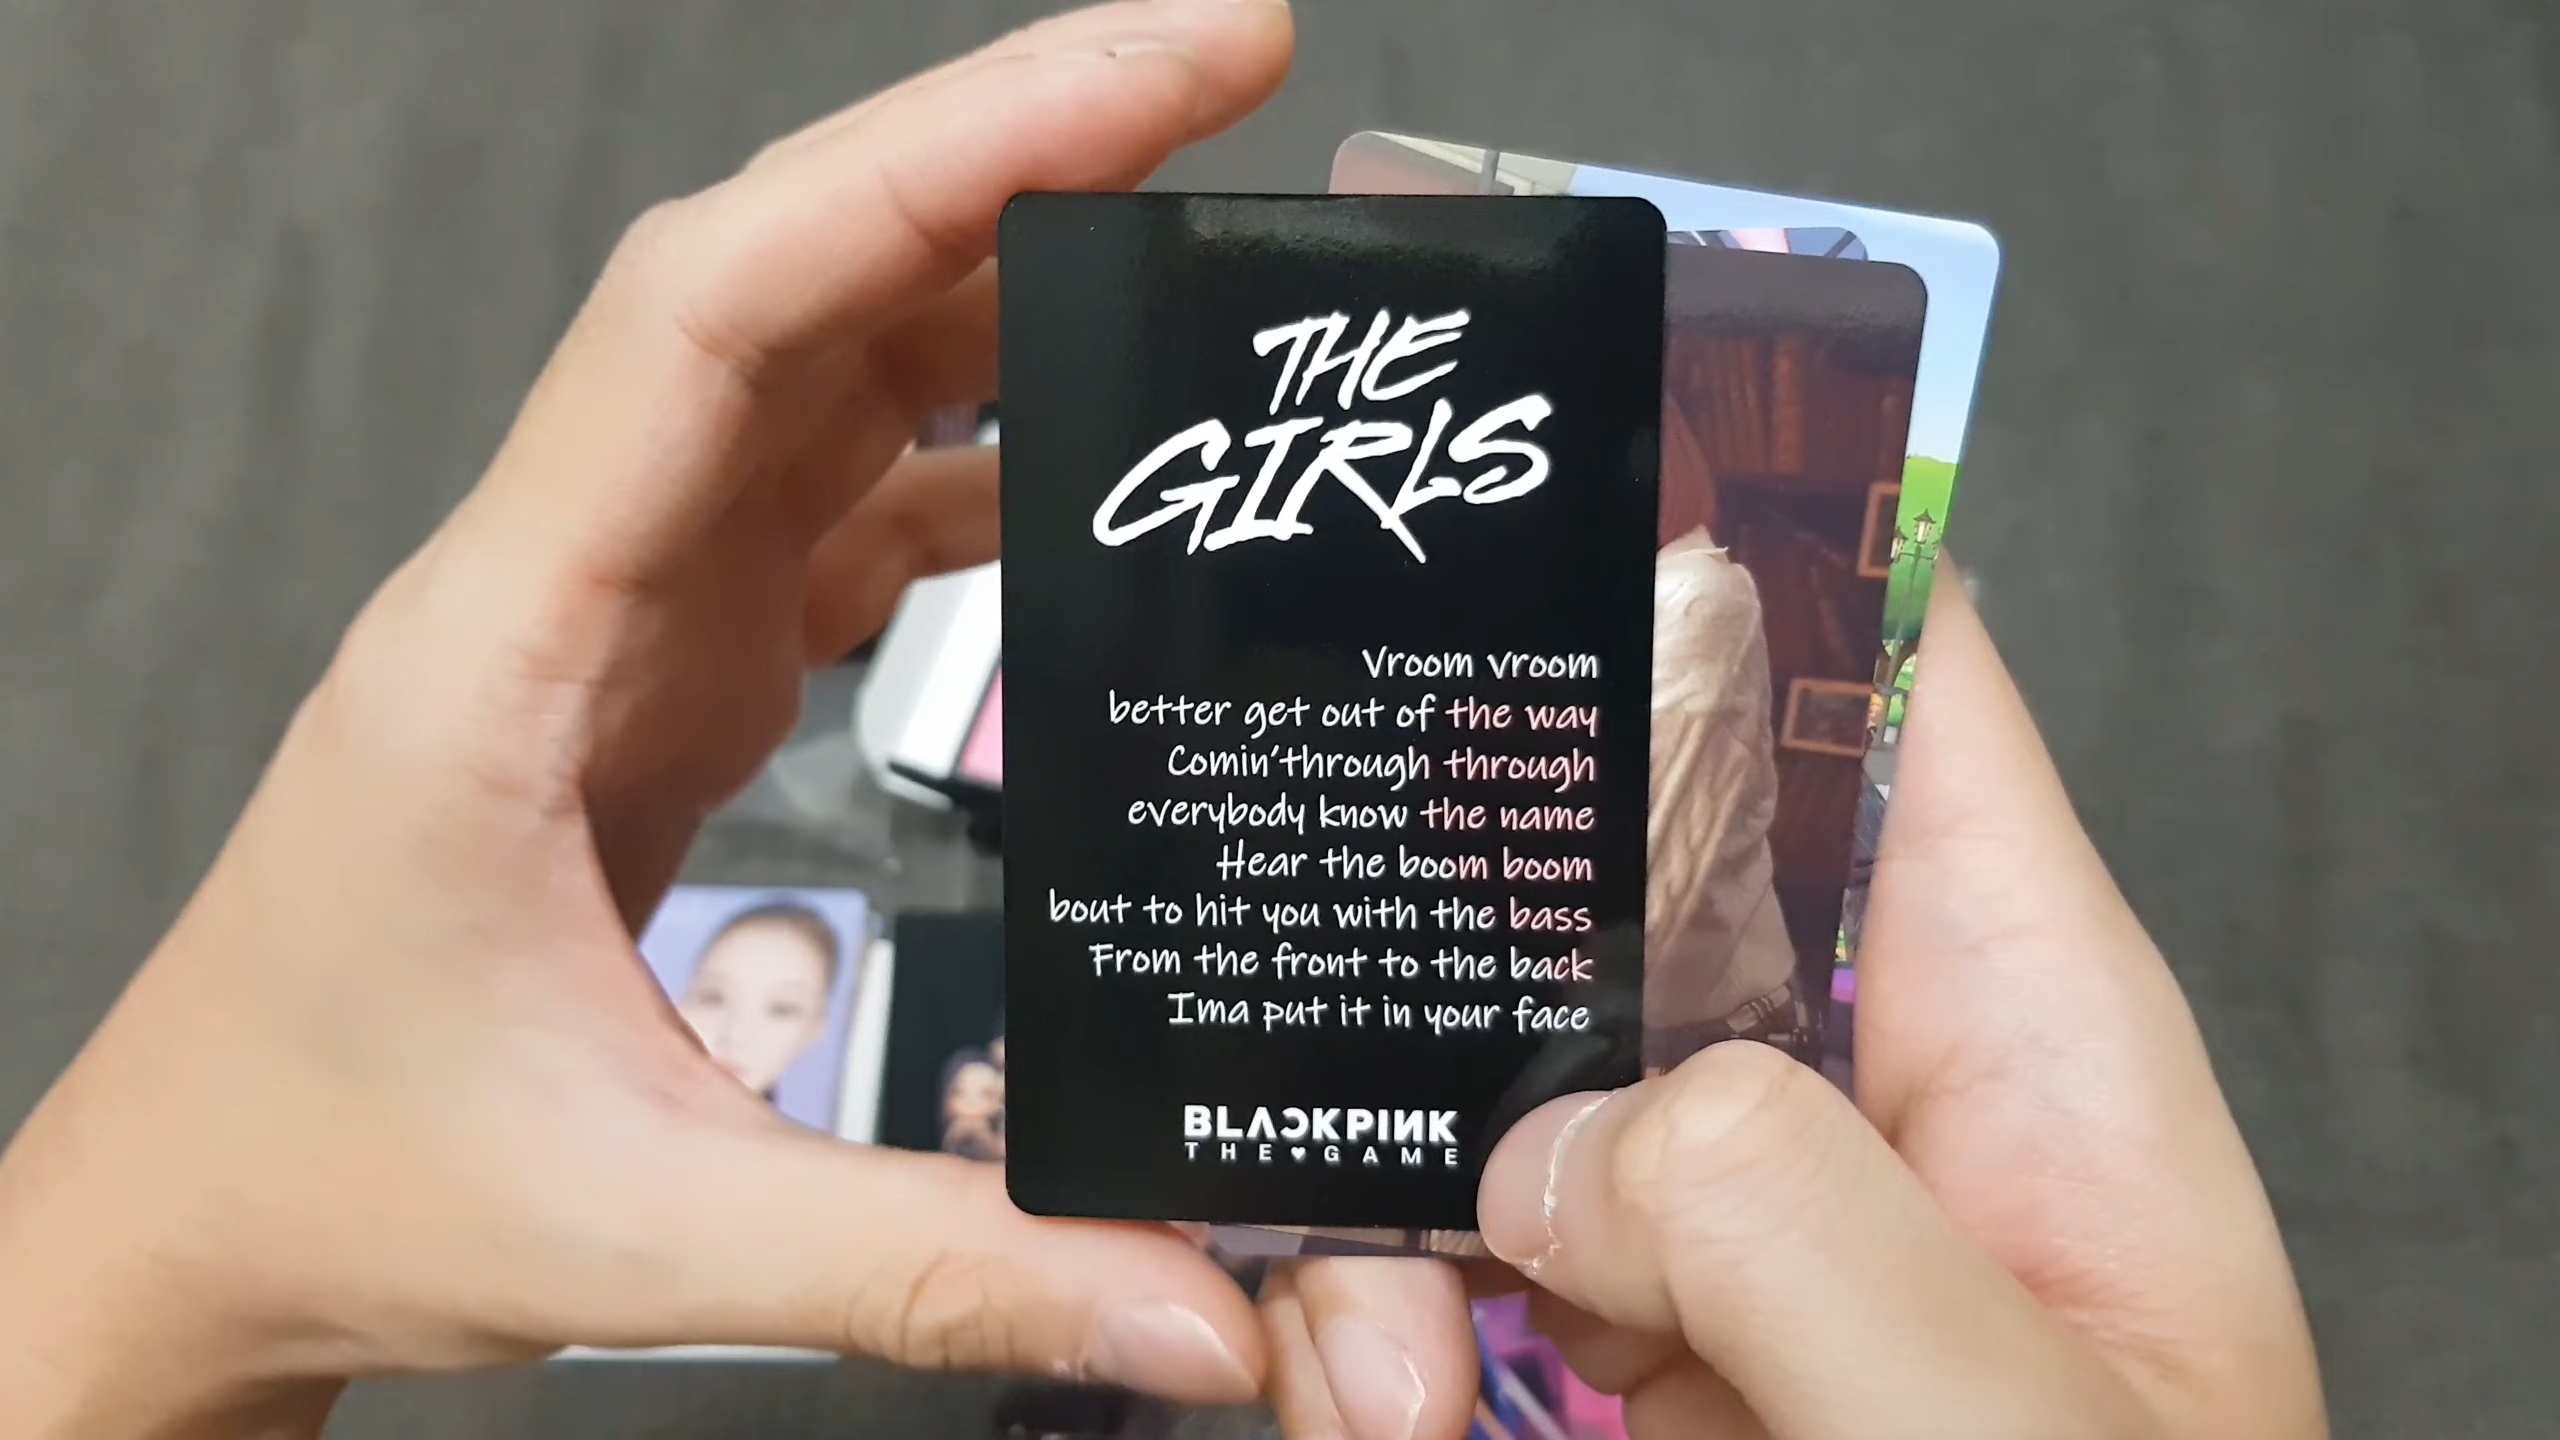 THE
GIRLS
Vroom vroom
better get out of the way
Comin'through through
everybody know the name
Hear the boom boom
bout to hit you with the bass
From the front to the back
Ima put it in your face
BLACKPINK
THE♥GAME